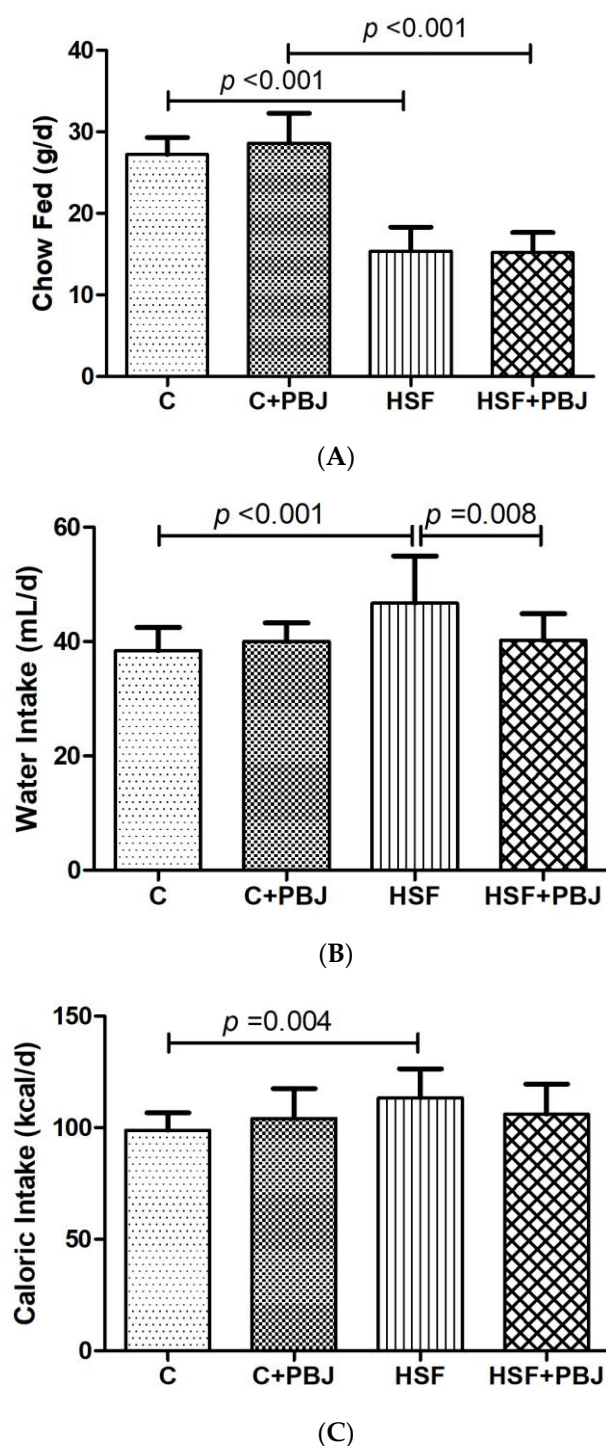 p <0.001
p <0.001
Chow Fed (g/d)
40
30
20
10
0
C C+PBJ HSF HSF+PBJ
(A)
p <0.001 p =0.008
Water Intake (mL/d)
60
40
20
0
C C+PBJ HSF HSF+PBJ
(B)
p =0.004
Caloric Intake (kcal/d)
150
100
50
0
C C+PBJ HSF HSF+PBJ
(C)